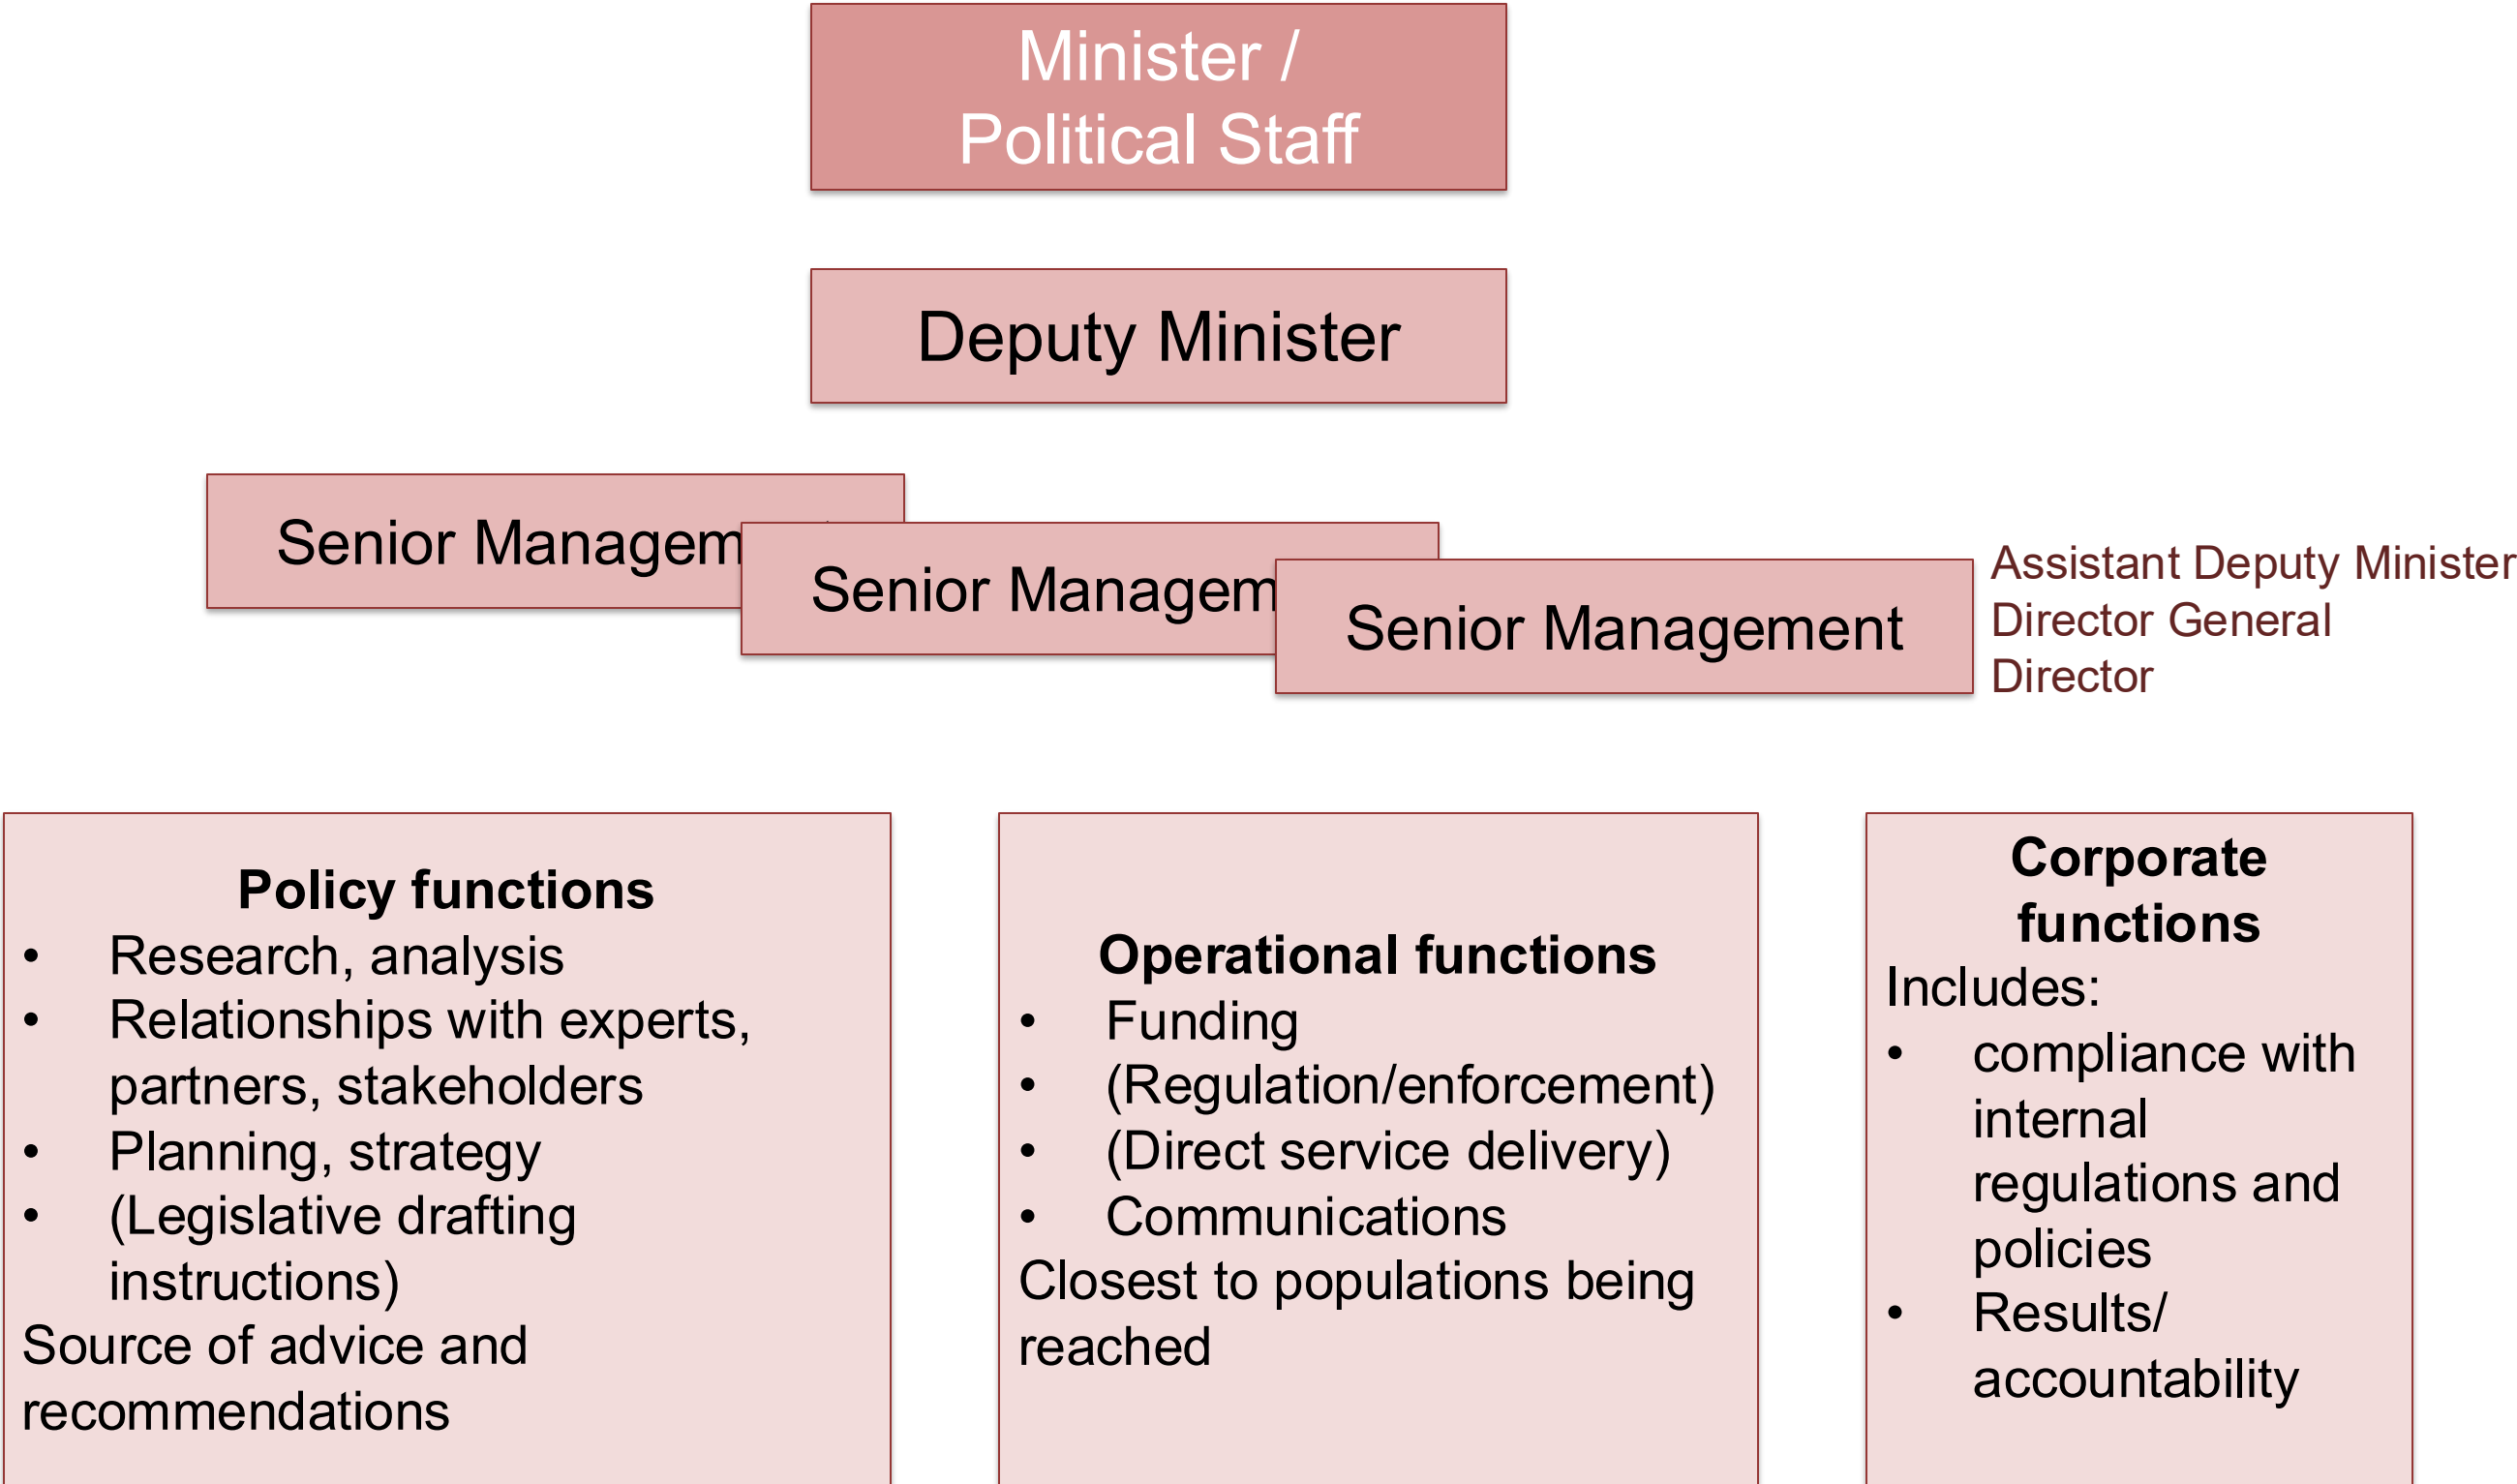 Minister /
Political Staff
Deputy Minister
Senior Managem
Senior Managem
Senior Management
Assistant Deputy Minister
Director General
Director
Policy functions
• Research, analysis
• Relationships with experts,
partners, stakeholders
• Planning, strategy
• (Legislative drafting
instructions)
Source of advice and
recommendations
Operational functions
• Funding
• (Regulation/enforcement)
• (Direct service delivery)
• Communications
Closest to populations being
reached
Corporate
functions
Includes:
• compliance with
internal
regulations and
policies
• Results/
accountability